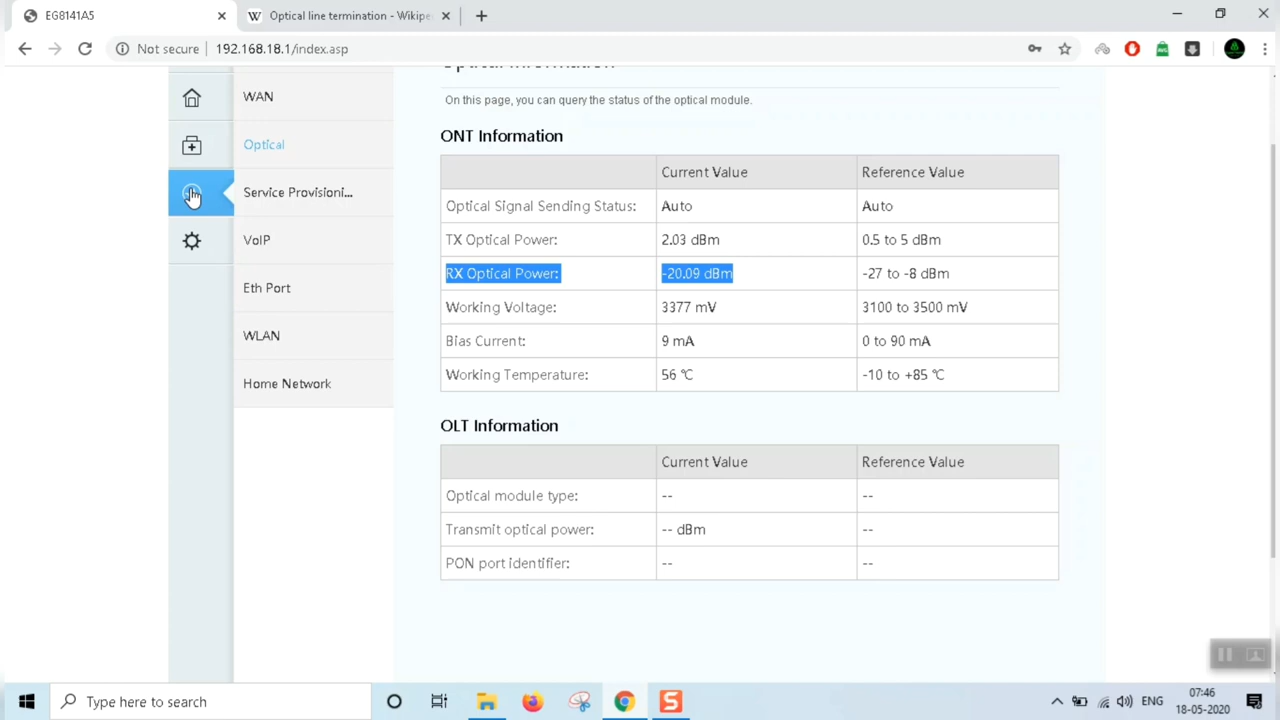 EG8141A5
W Optical line termination - Wikipe
Not secure 192.168.18.1/index.asp
WAN
Optical
Service Provisioni...
VoIP
Eth Port
WLAN
Home Network
On this page, you can query the status of the optical module.
ONT Information
Current Value Reference Value
Optical Signal Sending Status: Auto Auto
TX Optical Power: 2.03 dBm 0.5 to 5 dBm
RX Optical Power: -20.09 dBm -27 to -8 dBm
Working Voltage: 3377 mV 3100 to 3500 mV
Bias Current: 9 mA 0 to 90 mA
Working Temperature: 56 ℃ -10 to +85 ℃
OLT Information
Current Value Reference Value
Optical module type: -- --
Transmit optical power: -- dBm --
PON port identifier: -- --
Type here to search
S
ENG
07:46
18-05-2020